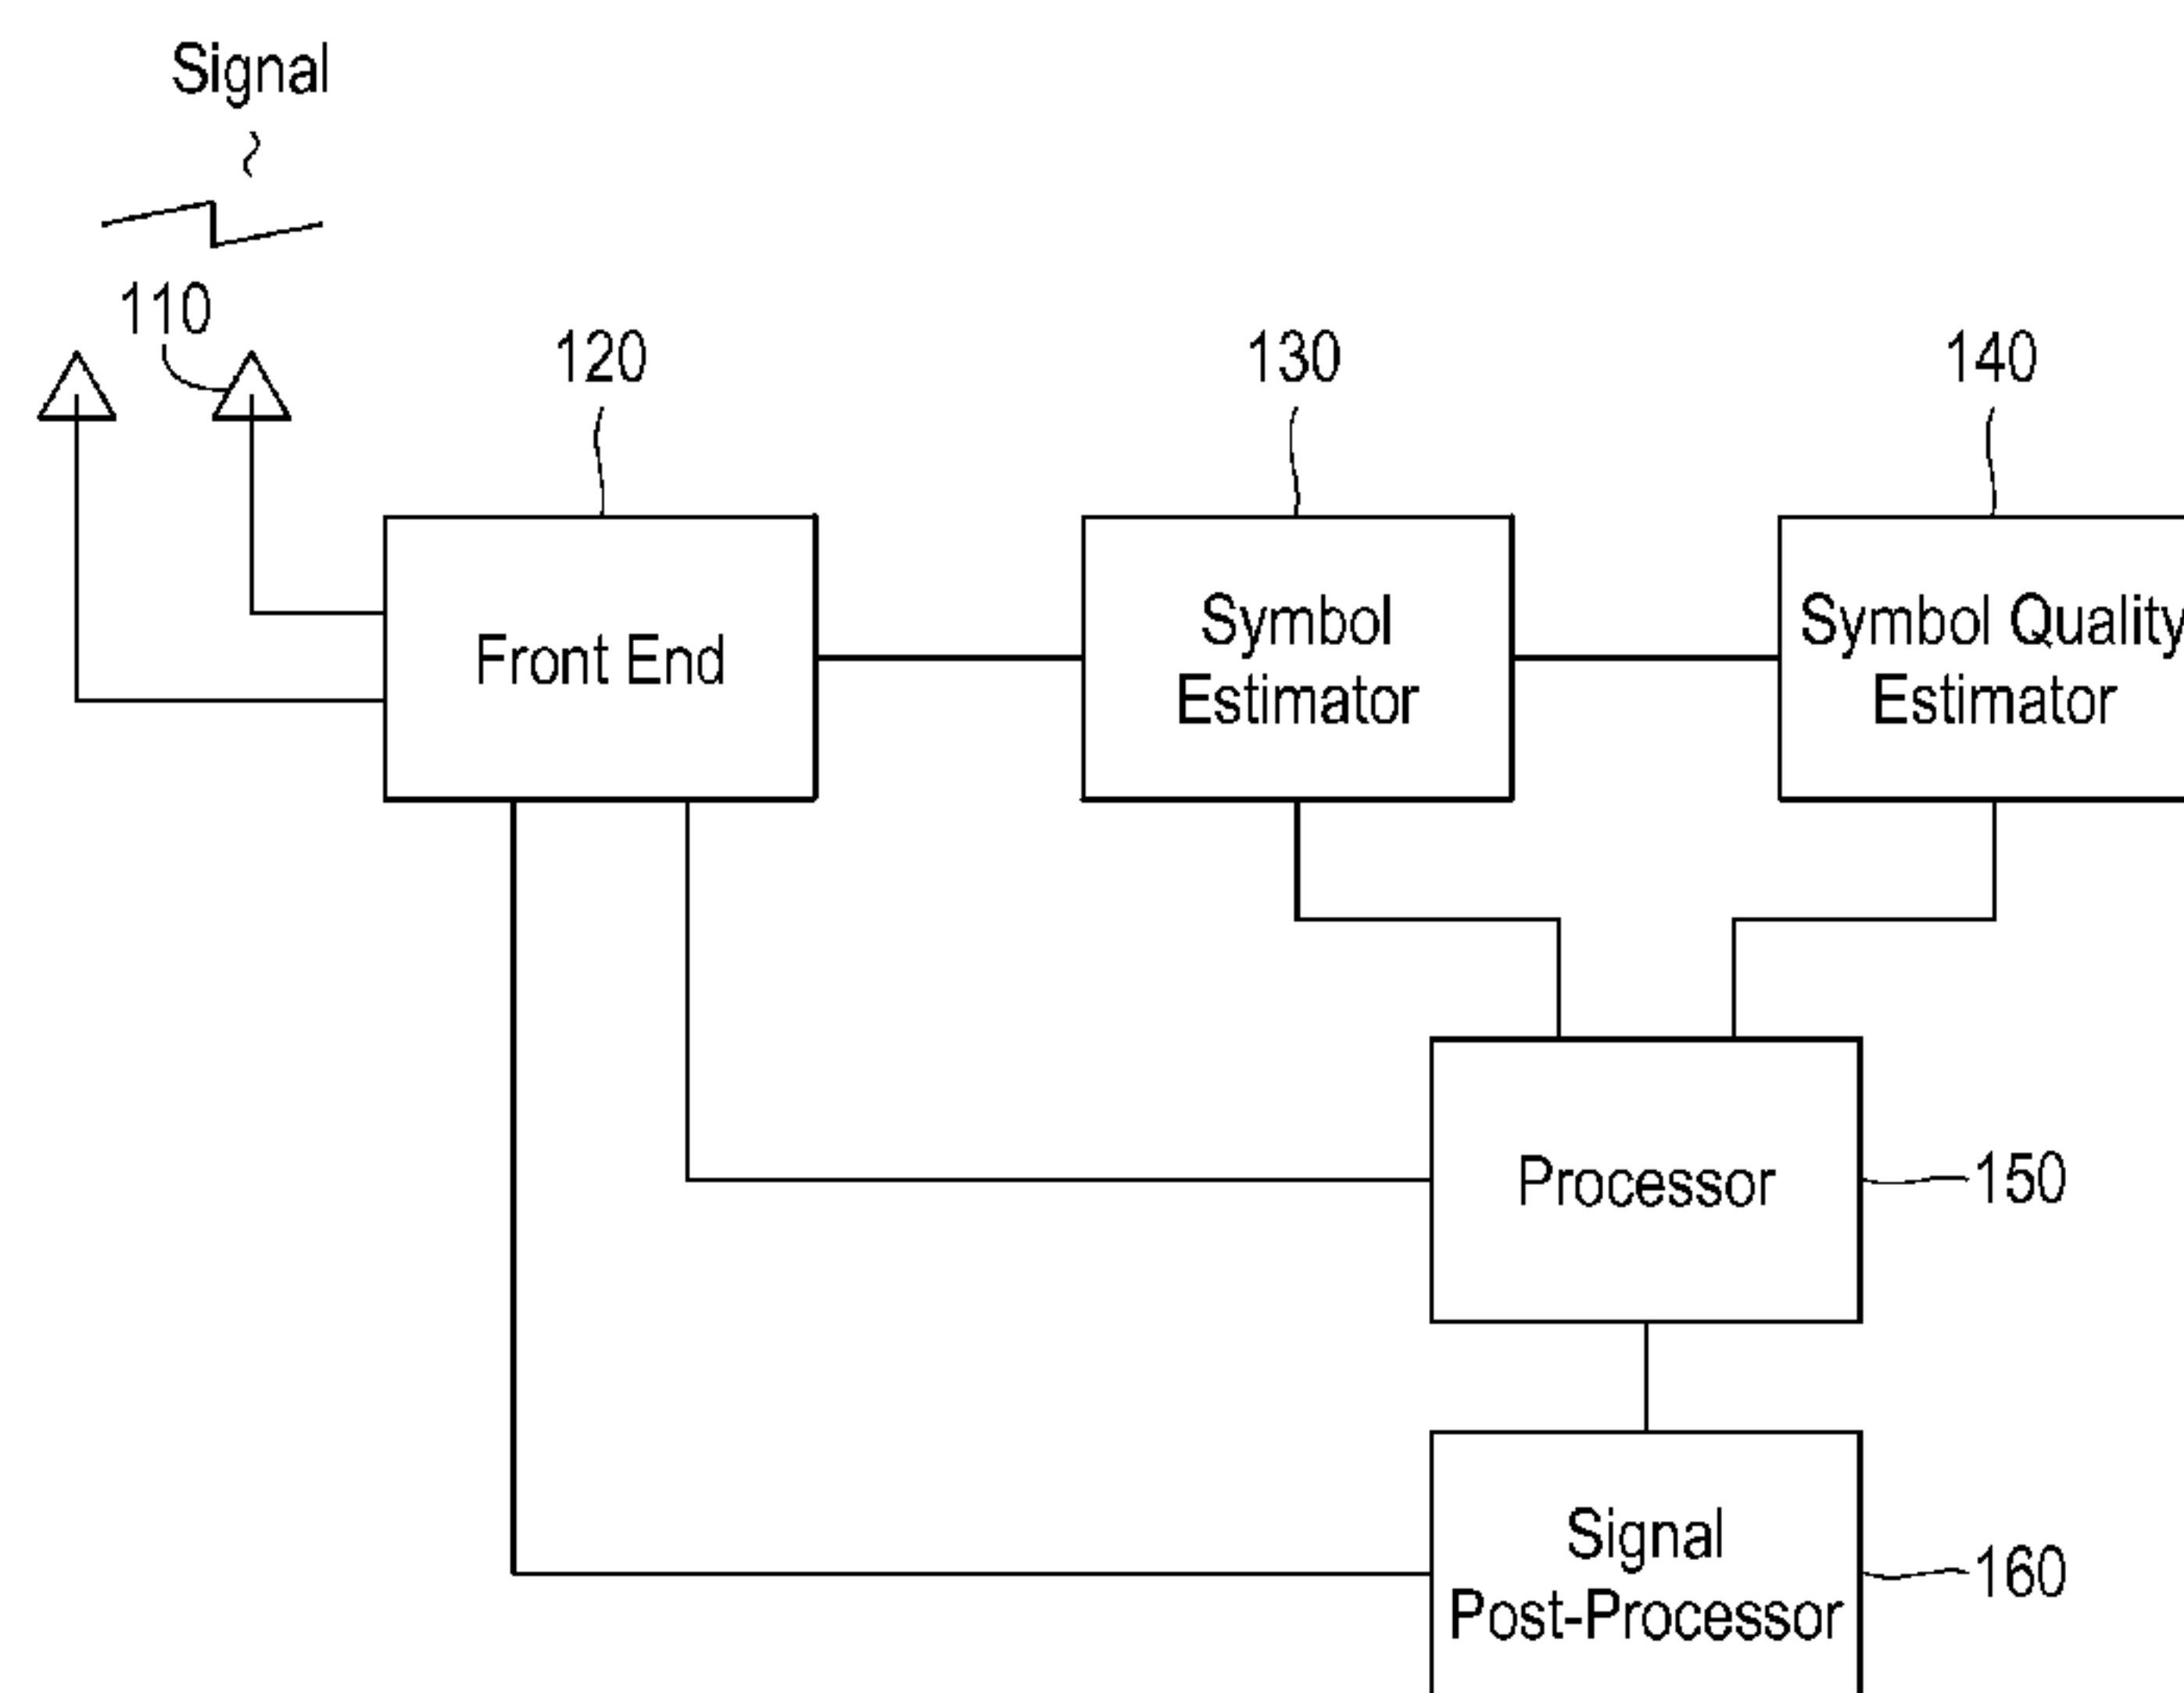 Signal
110
120
130
140
Front End
Symbol
Estimator
Symbol Quality
Estimator
Processor
150
Signal
Post-Processor
160